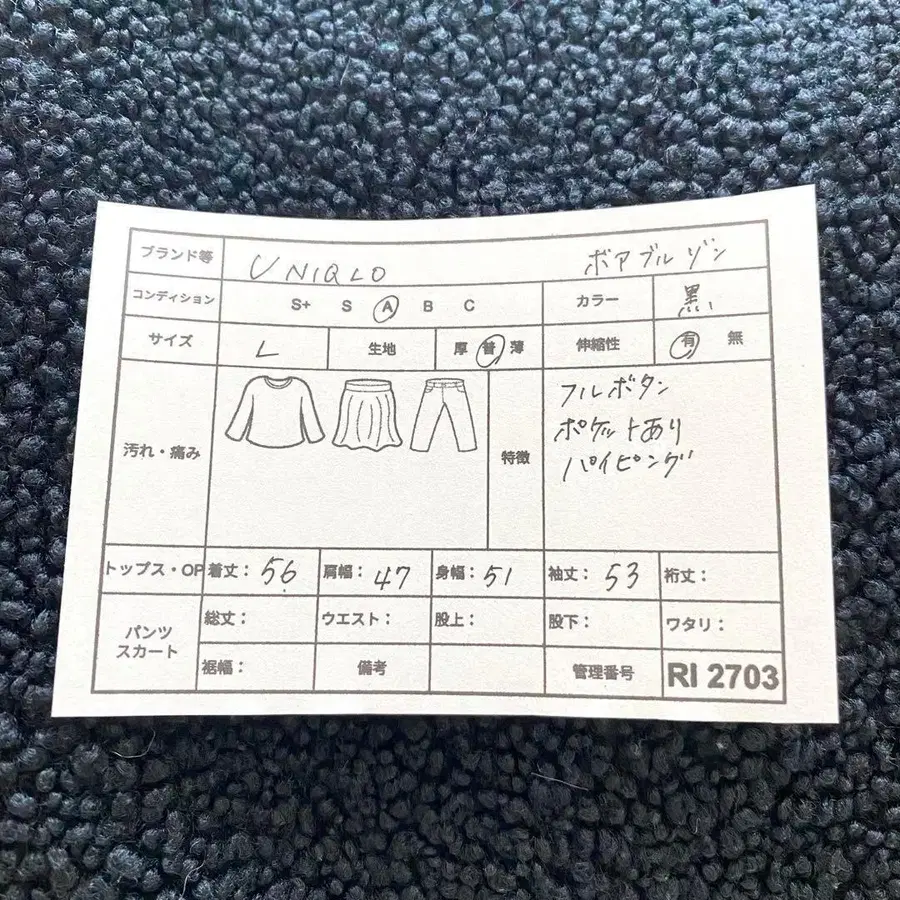 ブランド等 UNIQLO ボアブルゾン
コンディション S+ S A B C カラー 黒
サイズ L 生地 厚 普 薄 伸縮性 有 無
汚れ・痛み 特徴 フルボタン
ポケットあり
パイピング
トップス・OP 着丈： 56 肩幅： 47 身幅： 51 袖丈： 53 裄丈：
パンツ スカート 総丈： ウエスト： 股上： 股下： ワタリ：
裾幅： 備考 管理番号 RI 2703